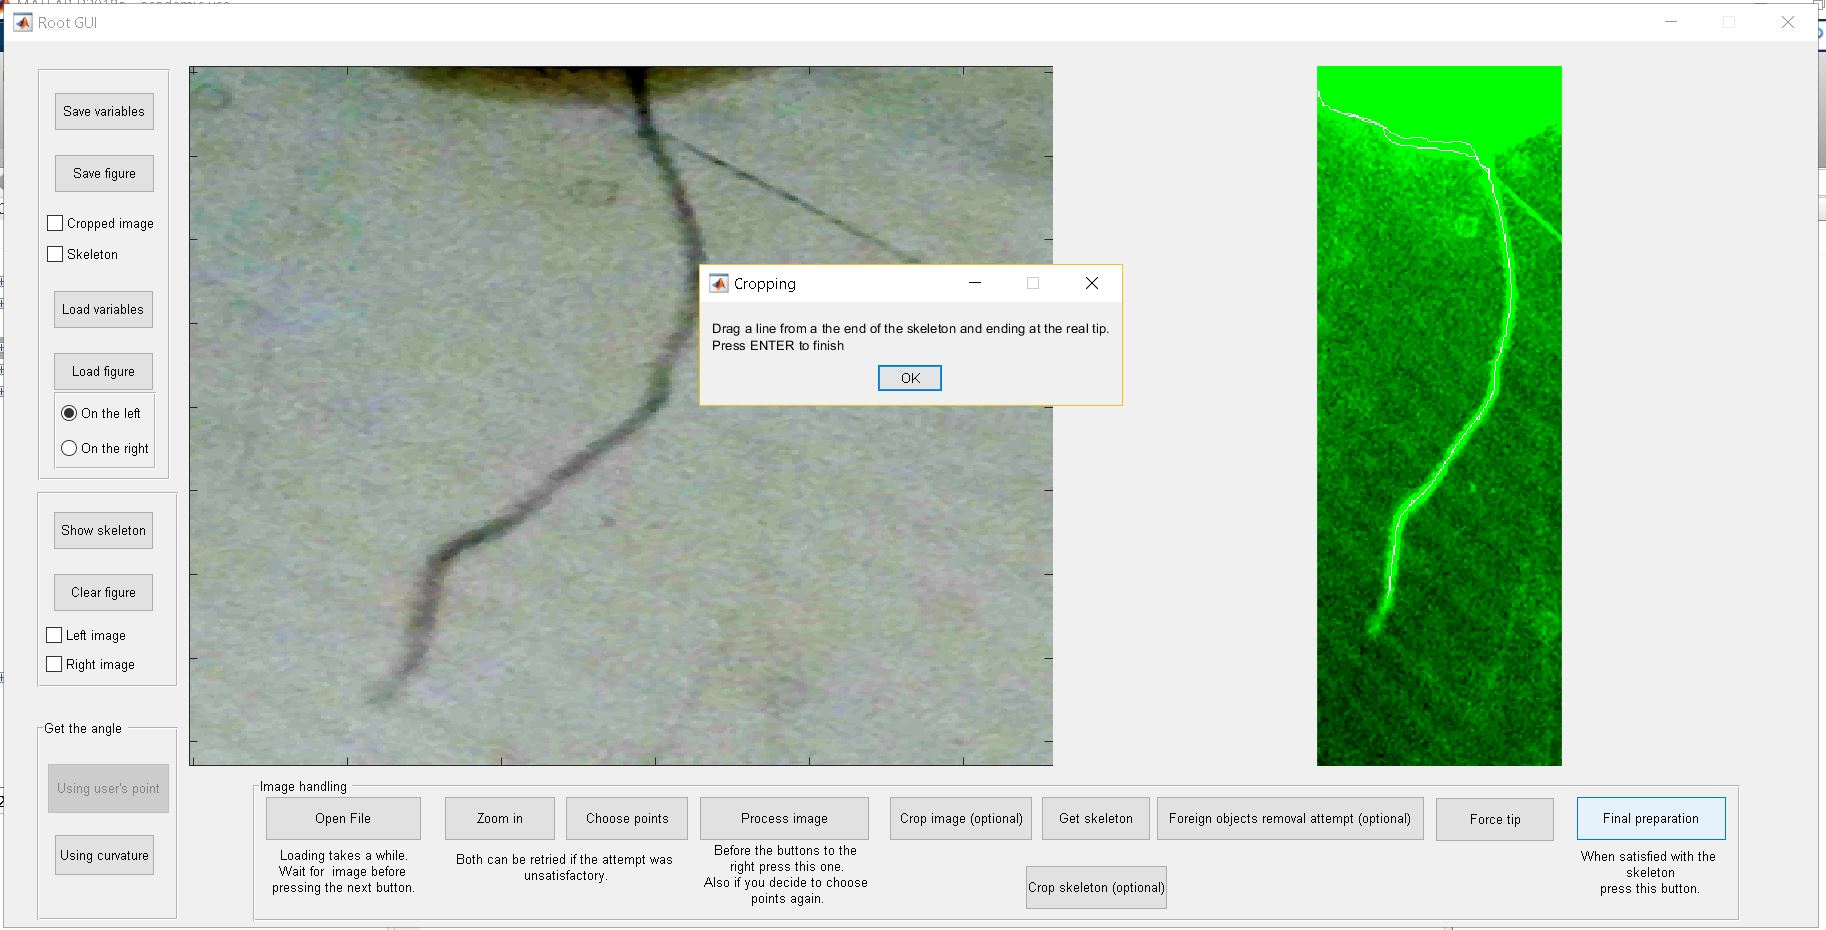 Root GUI
Save variables
Save figure
Cropped image
Skeleton
Load variables
Load figure
On the left
On the right
Show skeleton
Clear figure
Left image
Right image
Get the angle
Using user's point
Using curvature
Cropping
Drag a line from a the end of the skeleton and ending at the real tip.
Press ENTER to finish
OK
Image handling
Open File
Loading takes a while.
Wait for image before
pressing the next button.
Zoom in
Choose points
Both can be retried if the attempt was
unsatisfactory.
Process image
Before the buttons to the
right press this one.
Also if you decide to choose
points again.
Crop image (optional)
Get skeleton
Foreign objects removal attempt (optional)
Force tip
Crop skeleton (optional)
Final preparation
When satisfied with the
skeleton
press this button.